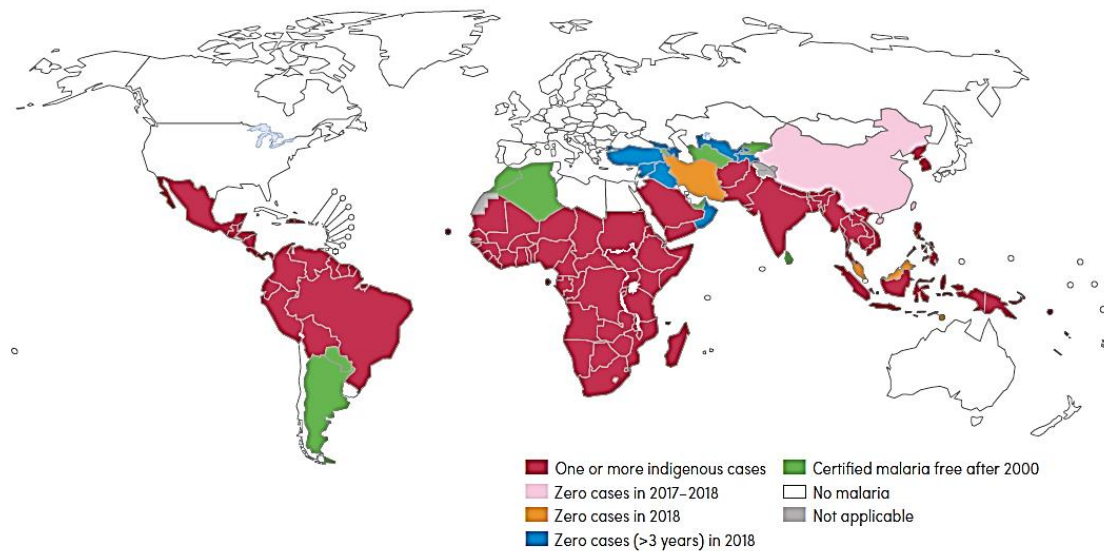 One or more indigenous cases
Zero cases in 2017–2018
Zero cases in 2018
Zero cases (>3 years) in 2018
Certified malaria free after 2000
No malaria
Not applicable